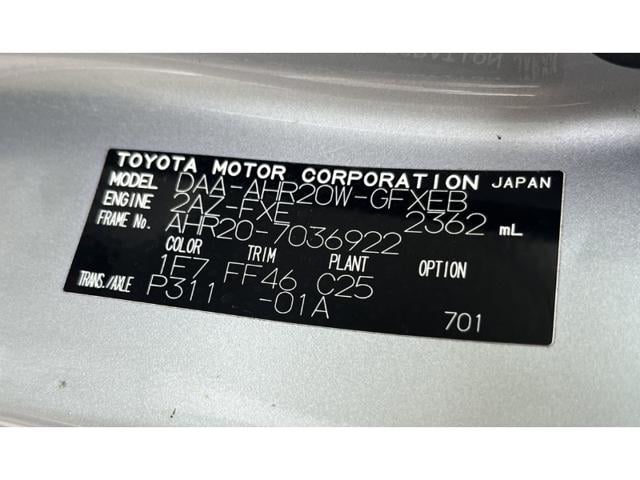 TOYOTA MOTOR CORPORATION JAPAN
MODEL DAA-AHR20W-GFXEB
ENGINE 2AZ-FXE 2362 mL
FRAME No. AHR20-7036922
COLOR TRIM PLANT OPTION
1F7 FF46 C25
TRANS./AXLE P311 -01A
701